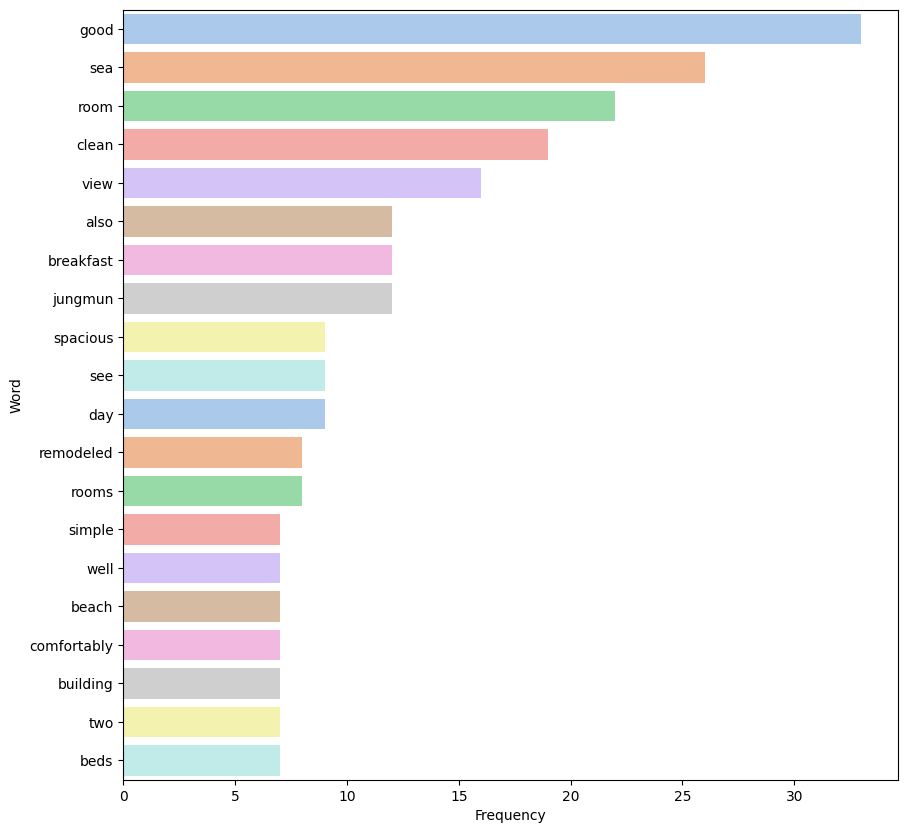 good
sea
room
clean
view
also
breakfast
jungmun
spacious
see
day
remodeled
rooms
simple
well
beach
comfortably
building
two
beds
Word
0 5 10 15 20 25 30
Frequency